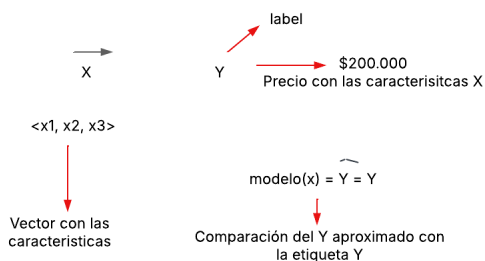 label
X
Y
$200.000
Precio con las caracterisitcas X
<x1, x2, x3>
modelo(x) = Y = Y
Vector con las
caracteristicas
Comparación del Y aproximado con
la etiqueta Y